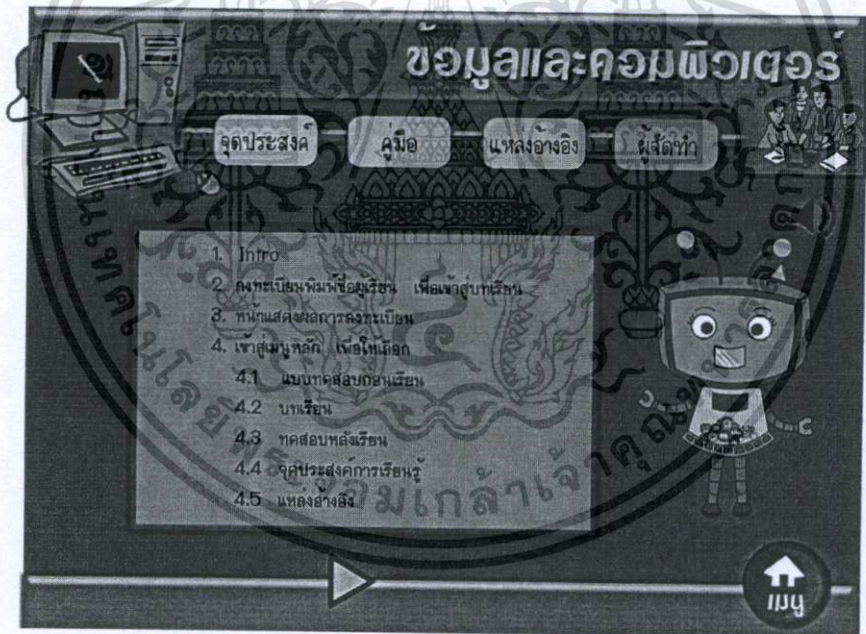 ข้อมูลและคอมพิวเตอร์
จุดประสงค์ คู่มือ แหล่งอ้างอิง ผู้จัดทำ
1. Intro
2. ลงทะเบียนพิมพ์ชื่อผู้เรียน เพื่อเข้าสู่บทเรียน
3. หน้าแสดงผลการลงทะเบียน
4. เข้าสู่เมนูหลัก เพื่อให้เลือก
4.1 แบบทดสอบก่อนเรียน
4.2 บทเรียน
4.3 ทดสอบหลังเรียน
4.4 จุดประสงค์การเรียนรู้
4.5 แหล่งอ้างอิง
เมนู